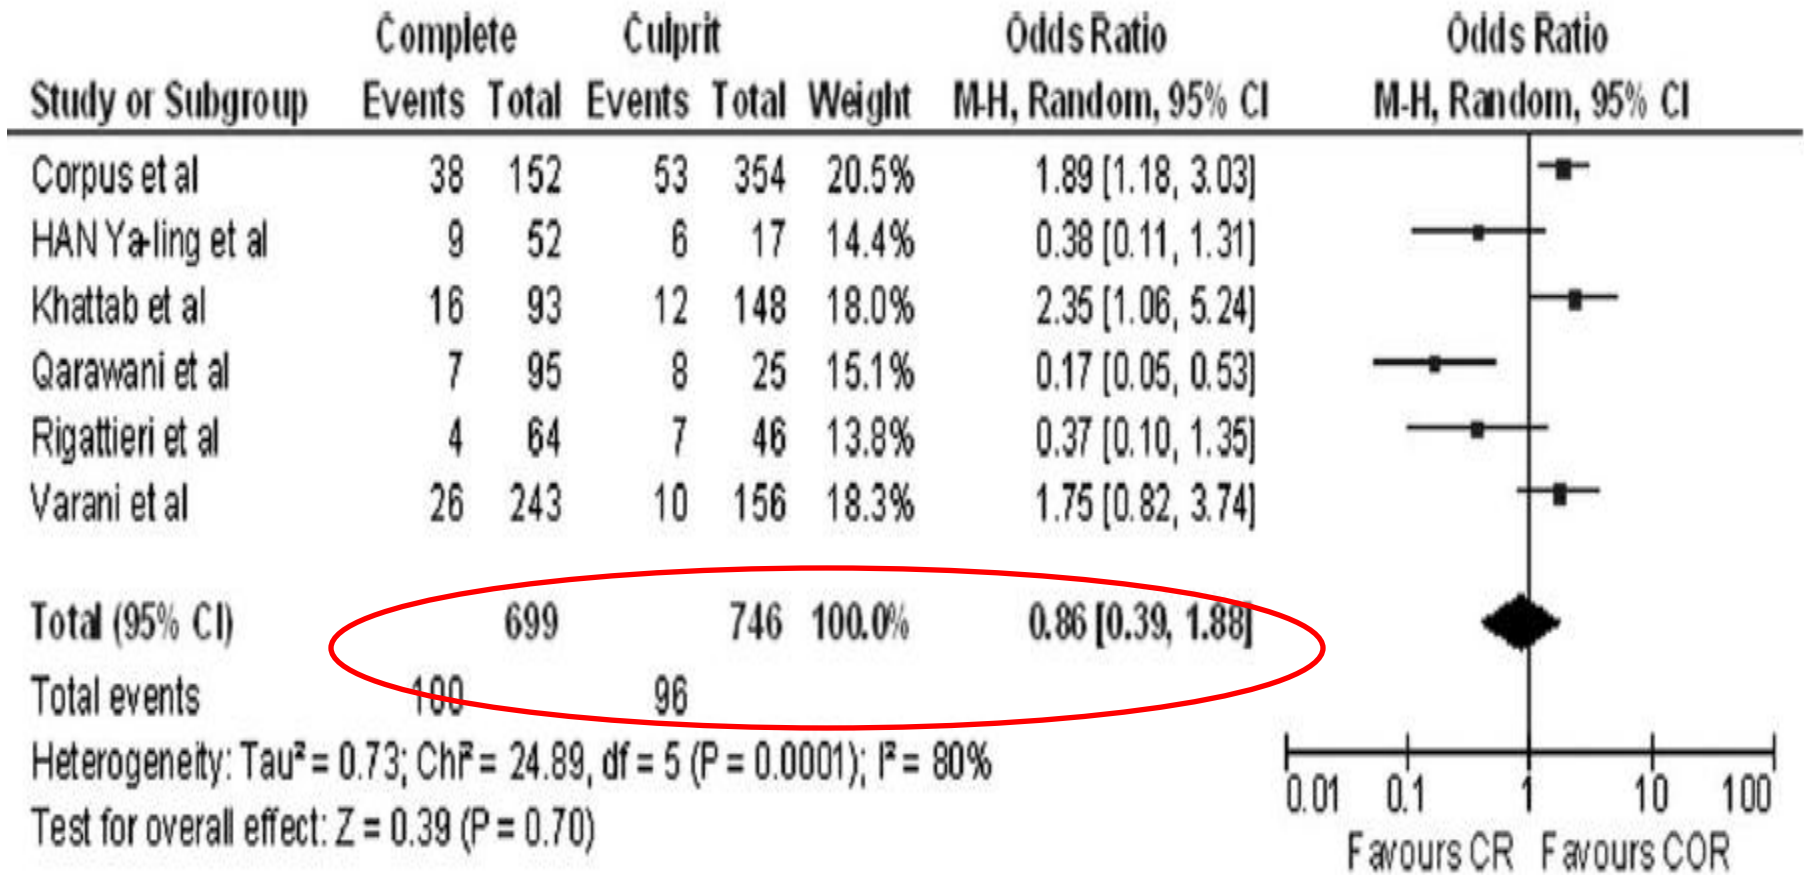 Complete Culprit Odds Ratio Odds Ratio
Study or Subgroup Events Total Events Total Weight M-H, Random, 95% CI M-H, Random, 95% CI
Corpus et al 38 152 53 354 20.5% 1.89 [1.18, 3.03]
HAN Ya-ling et al 9 52 6 17 14.4% 0.38 [0.11, 1.31]
Khattab et al 16 93 12 148 18.0% 2.35 [1.06, 5.24]
Qarawani et al 7 95 8 25 15.1% 0.17 [0.05, 0.53]
Rigattieri et al 4 64 7 46 13.8% 0.37 [0.10, 1.35]
Varani et al 26 243 10 156 18.3% 1.75 [0.82, 3.74]
Total (95% CI) 699 746 100.0% 0.86 [0.39, 1.88]
Total events 100 96
Heterogeneity: Tau² = 0.73; Chi² = 24.89, df = 5 (P = 0.0001); I² = 80%
Test for overall effect: Z = 0.39 (P = 0.70)
0.01 0.1 1 10 100
Favours CR Favours COR